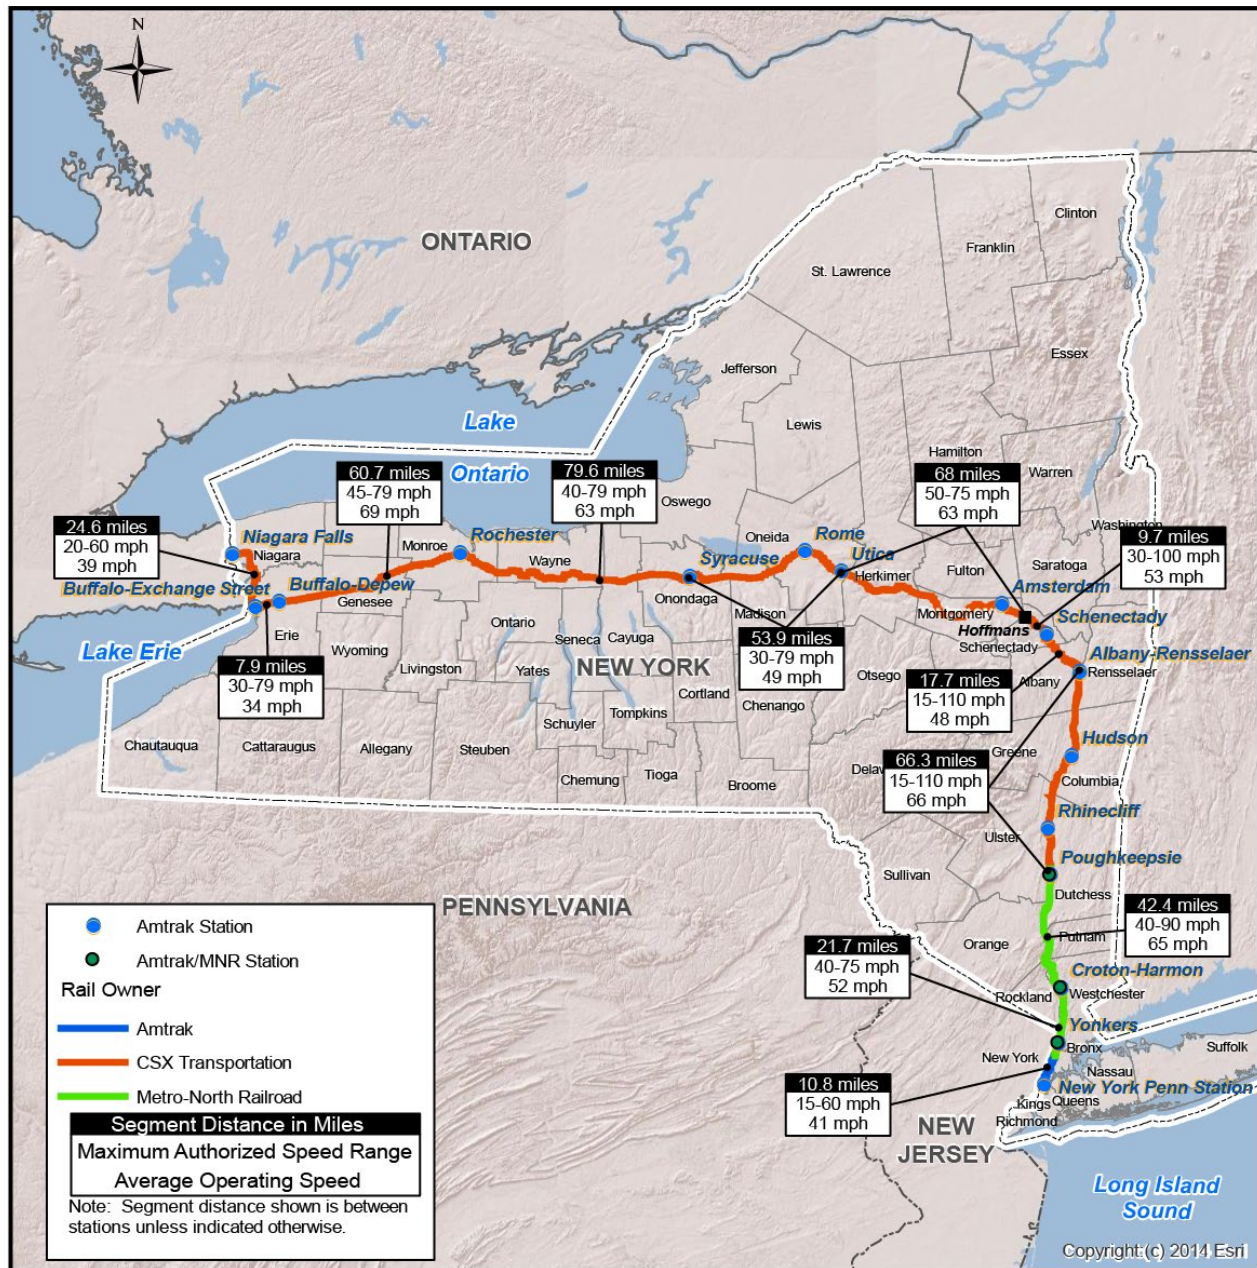 N
ONTARIO
Clinton
Franklin
St. Lawrence
Essex
Jefferson
Lewis
Lake
Ontario
Hamilton
Warren
Washington
60.7 miles
45-79 mph
69 mph
79.6 miles
40-79 mph
63 mph
68 miles
50-75 mph
63 mph
24.6 miles
20-60 mph
39 mph
9.7 miles
30-100 mph
53 mph
Oswego
Oneida
Niagara Falls
Niagara
Monroe
Rochester
Wayne
Syracuse
Rome
Utica
Herkimer
Fulton
Saratoga
Amsterdam
Buffalo-Exchange Street
Buffalo-Depew
Genesee
Onondaga
Madison
Montgomery
Hoffmans
Schenectady
Schenectady
Erie
Wyoming
Livingston
Ontario
Seneca
Cayuga
Yates
NEW YORK
Cortland
Chenango
Otsego
Albany
Albany-Rensselaer
Rensselaer
Lake Erie
7.9 miles
30-79 mph
34 mph
53.9 miles
30-79 mph
49 mph
17.7 miles
15-110 mph
48 mph
Schuyler
Tompkins
Chautauqua
Cattaraugus
Allegany
Steuben
Chemung
Tioga
Broome
Delaw
Greene
Hudson
Columbia
66.3 miles
15-110 mph
66 mph
Rhinecliff
Ulster
Poughkeepsie
Sullivan
Dutchess
PENNSYLVANIA
42.4 miles
40-90 mph
65 mph
Orange
Putnam
21.7 miles
40-75 mph
52 mph
Croton-Harmon
Rockland
Westchester
Yonkers
Bronx
New York
Nassau
Suffolk
New York Penn Station
Kings
Queens
Richmond
10.8 miles
15-60 mph
41 mph
NEW
JERSEY
Long Island
Sound
Amtrak Station
Amtrak/MNR Station
Rail Owner
Amtrak
CSX Transportation
Metro-North Railroad
Segment Distance in Miles
Maximum Authorized Speed Range
Average Operating Speed
Note: Segment distance shown is between
stations unless indicated otherwise.
Copyright:(c) 2014 Esri